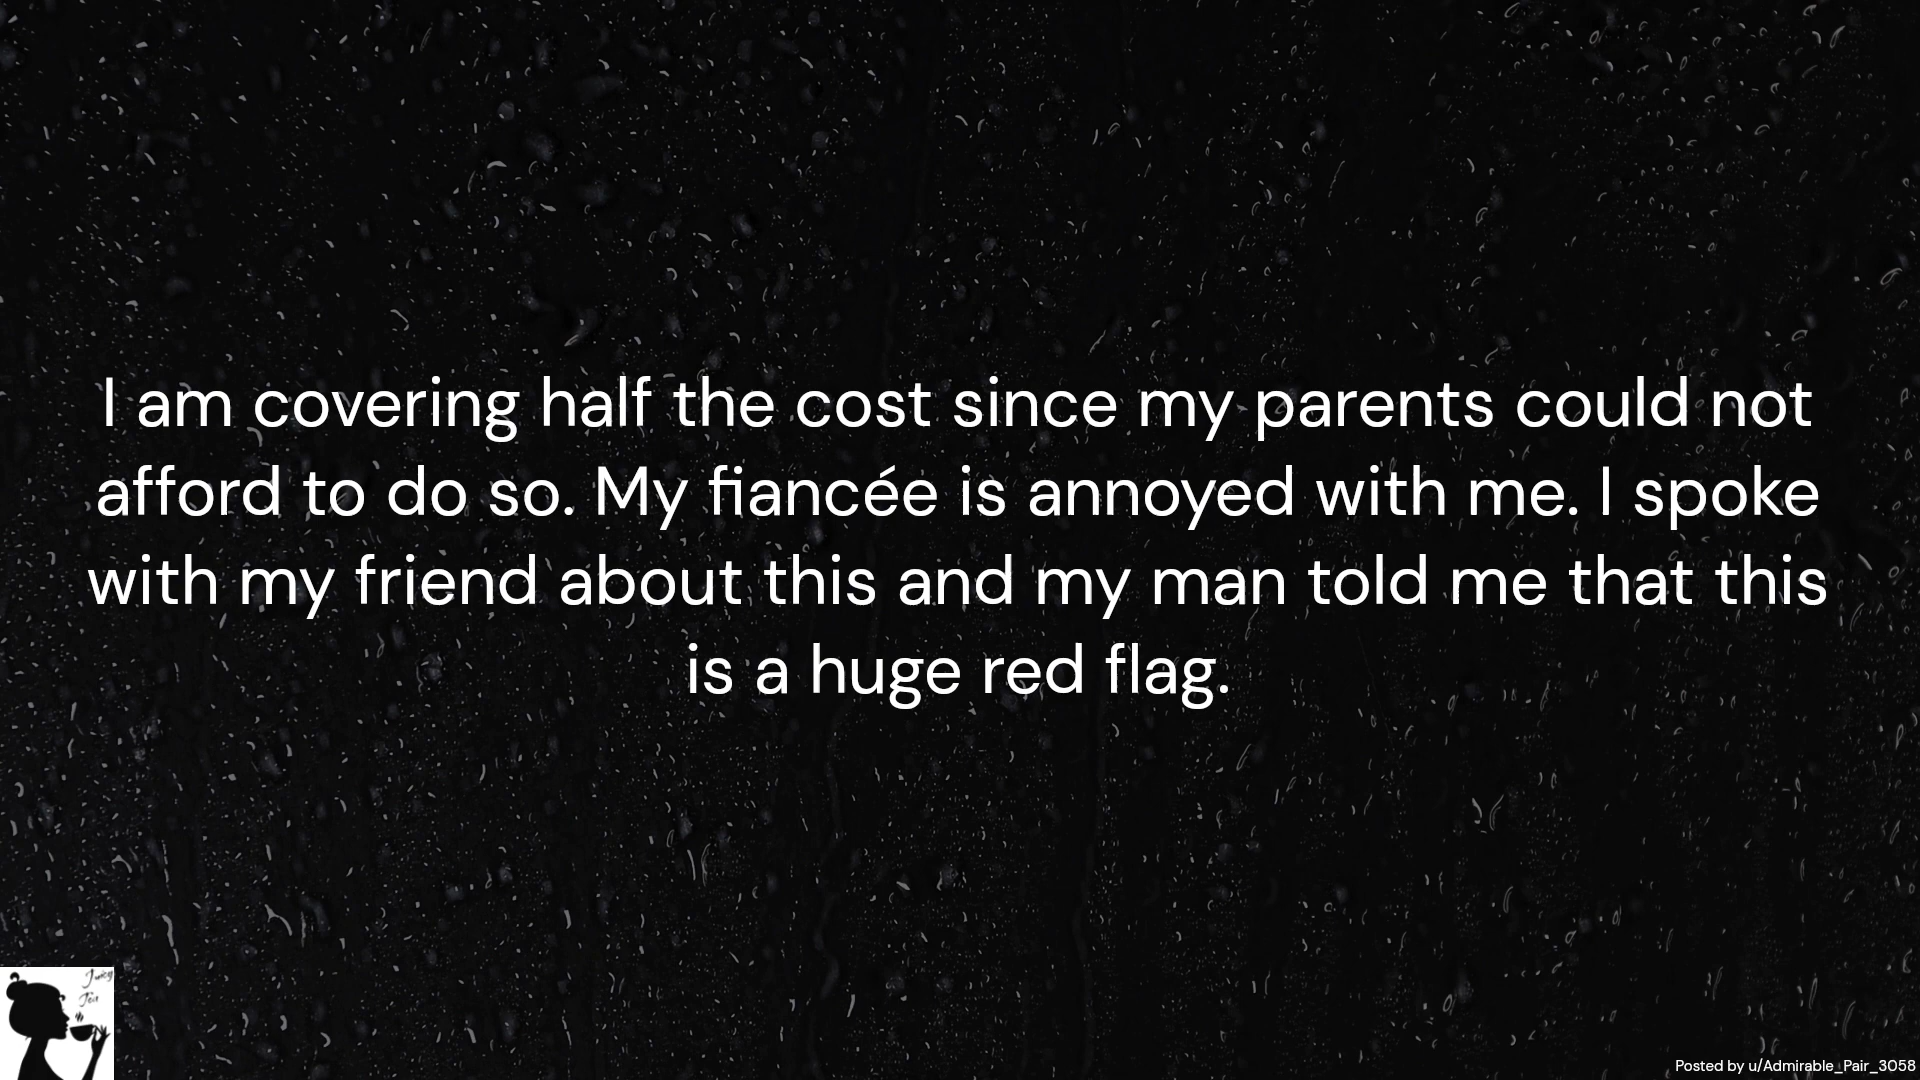 I am covering half the cost since my parents could not
afford to do so. My fiancée is annoyed with me. I spoke
with my friend about this and my man told me that this
is a huge red flag.
Juicy
Tea
Posted by u/Admirable_Pair_3058